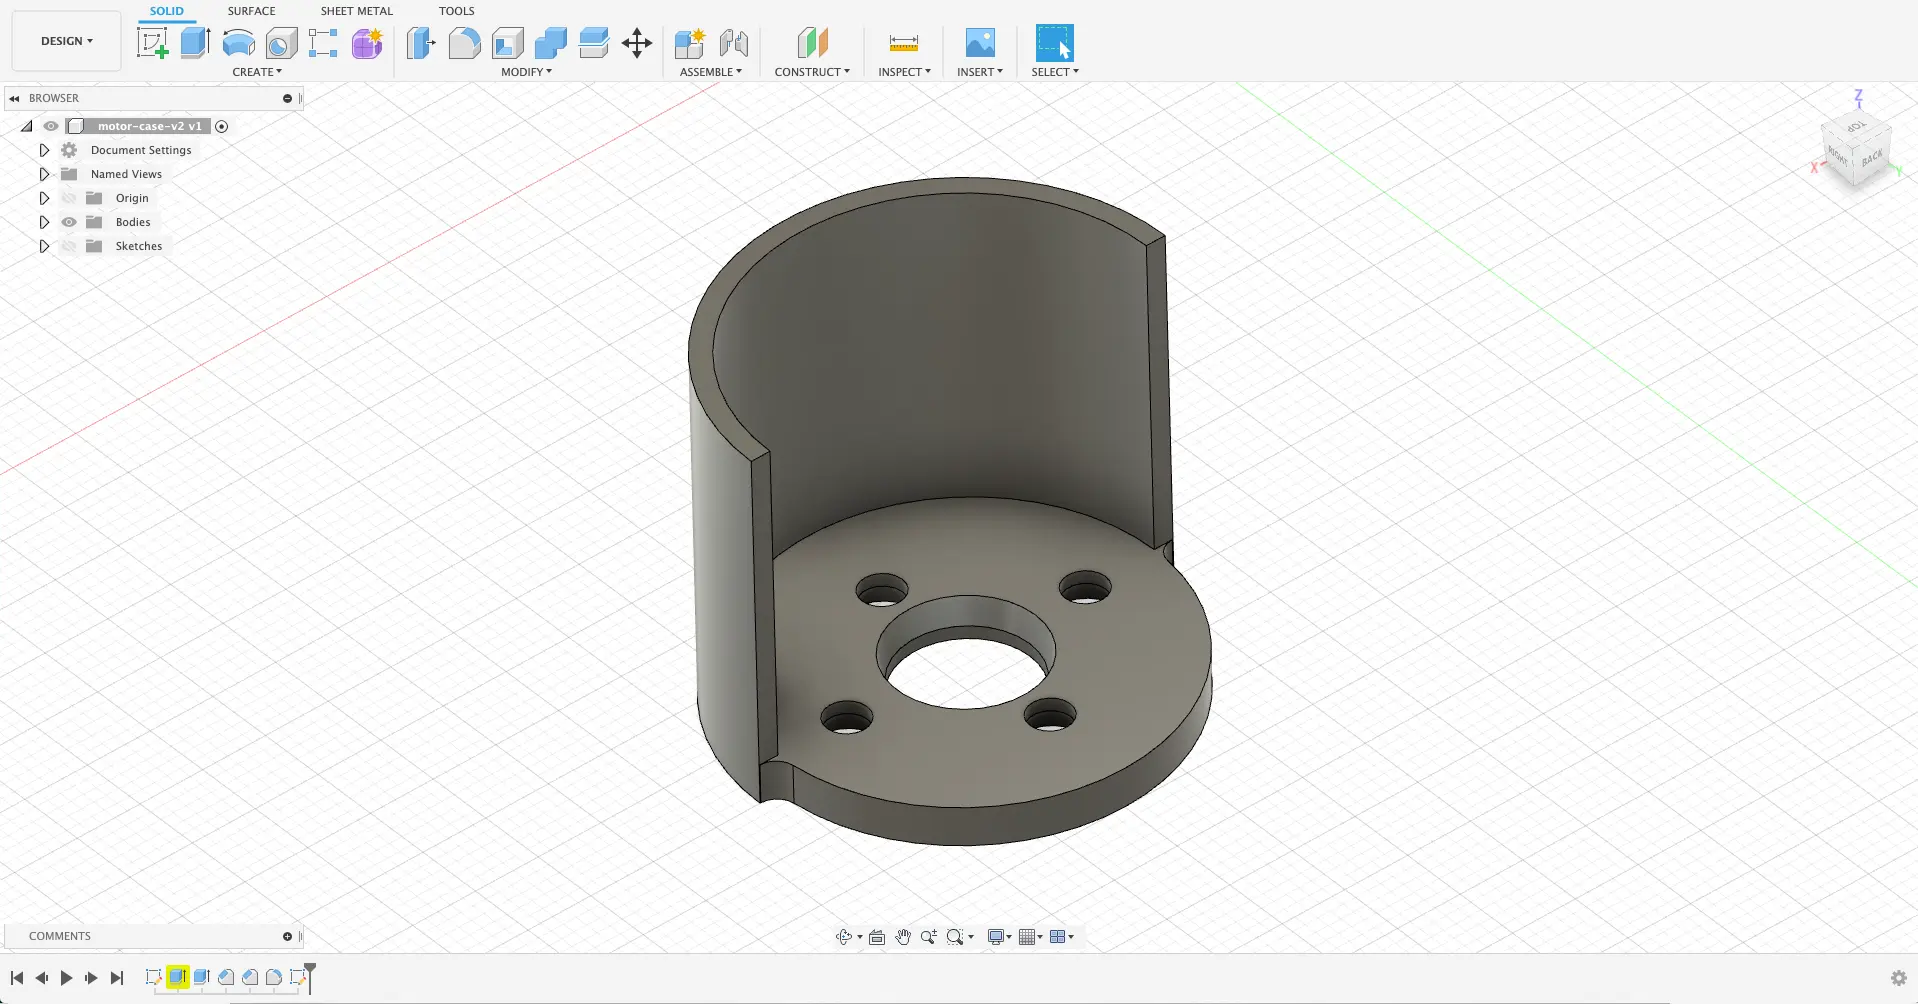 SOLID SURFACE SHEET METAL TOOLS
DESIGN ▾
CREATE ▾ MODIFY ▾ ASSEMBLE ▾ CONSTRUCT ▾ INSPECT ▾ INSERT ▾ SELECT ▾
BROWSER
motor-case-v2 v1
Document Settings
Named Views
Origin
Bodies
Sketches
Z
TOP
RIGHT BACK
X Y
COMMENTS